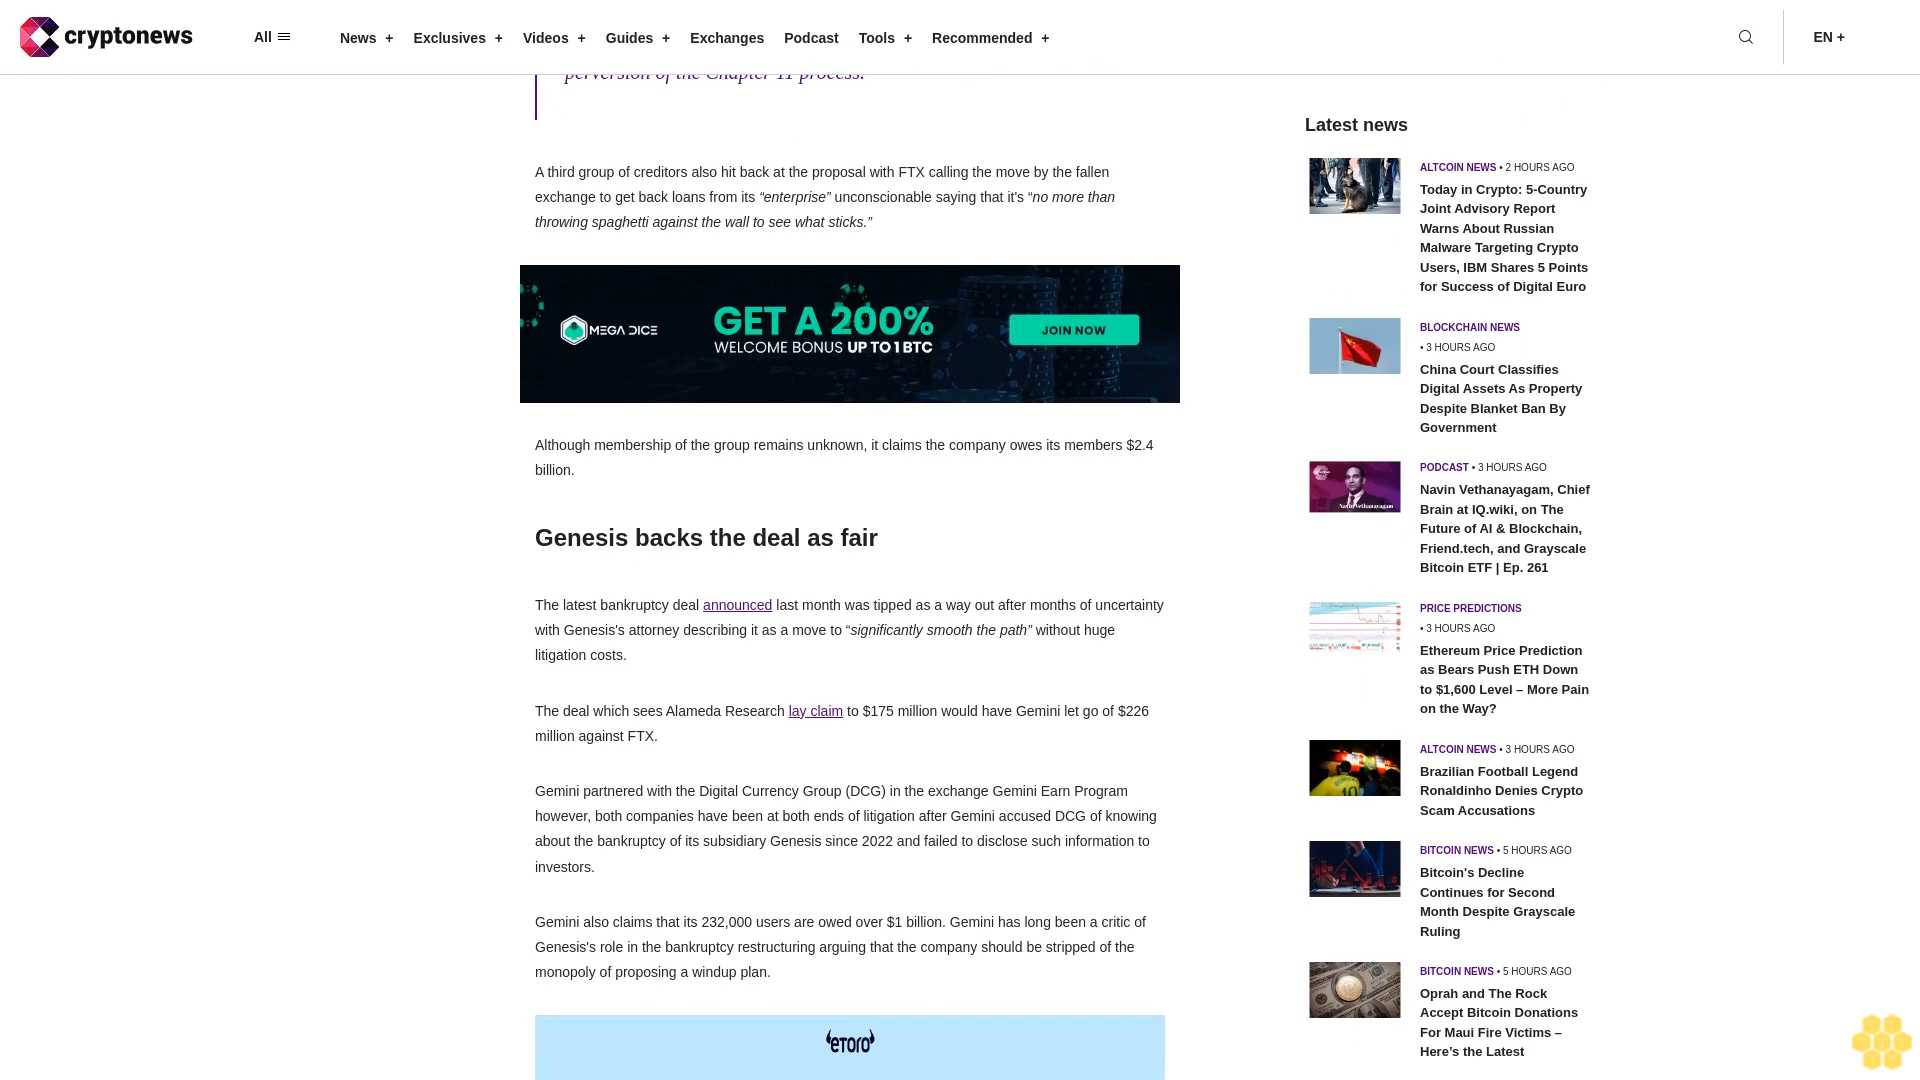 cryptonews
All
News +
Exclusives +
Videos +
Guides +
Exchanges
Podcast
Tools +
Recommended +
EN +
perversion of the Chapter 11 process.
A third group of creditors also hit back at the proposal with FTX calling the move by the fallen
exchange to get back loans from its “enterprise” unconscionable saying that it's “no more than
throwing spaghetti against the wall to see what sticks.”
MEGA DICE
GET A 200%
WELCOME BONUS UP TO 1 BTC
JOIN NOW
Although membership of the group remains unknown, it claims the company owes its members $2.4
billion.
Genesis backs the deal as fair
The latest bankruptcy deal announced last month was tipped as a way out after months of uncertainty
with Genesis's attorney describing it as a move to “significantly smooth the path” without huge
litigation costs.
The deal which sees Alameda Research lay claim to $175 million would have Gemini let go of $226
million against FTX.
Gemini partnered with the Digital Currency Group (DCG) in the exchange Gemini Earn Program
however, both companies have been at both ends of litigation after Gemini accused DCG of knowing
about the bankruptcy of its subsidiary Genesis since 2022 and failed to disclose such information to
investors.
Gemini also claims that its 232,000 users are owed over $1 billion. Gemini has long been a critic of
Genesis's role in the bankruptcy restructuring arguing that the company should be stripped of the
monopoly of proposing a windup plan.
eToro
Latest news
ALTCOIN NEWS • 2 HOURS AGO
Today in Crypto: 5-Country
Joint Advisory Report
Warns About Russian
Malware Targeting Crypto
Users, IBM Shares 5 Points
for Success of Digital Euro
BLOCKCHAIN NEWS
• 3 HOURS AGO
China Court Classifies
Digital Assets As Property
Despite Blanket Ban By
Government
Navin Vethanayagam
PODCAST • 3 HOURS AGO
Navin Vethanayagam, Chief
Brain at IQ.wiki, on The
Future of AI & Blockchain,
Friend.tech, and Grayscale
Bitcoin ETF | Ep. 261
PRICE PREDICTIONS
• 3 HOURS AGO
Ethereum Price Prediction
as Bears Push ETH Down
to $1,600 Level – More Pain
on the Way?
10
ALTCOIN NEWS • 3 HOURS AGO
Brazilian Football Legend
Ronaldinho Denies Crypto
Scam Accusations
BITCOIN NEWS • 5 HOURS AGO
Bitcoin's Decline
Continues for Second
Month Despite Grayscale
Ruling
BITCOIN NEWS • 5 HOURS AGO
Oprah and The Rock
Accept Bitcoin Donations
For Maui Fire Victims –
Here’s the Latest